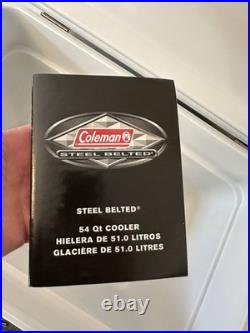 Coleman
STEEL BELTED®
STEEL BELTED®
54 Qt COOLER
HIELERA DE 51.0 LITROS
GLACIÈRE DE 51.0 LITRES